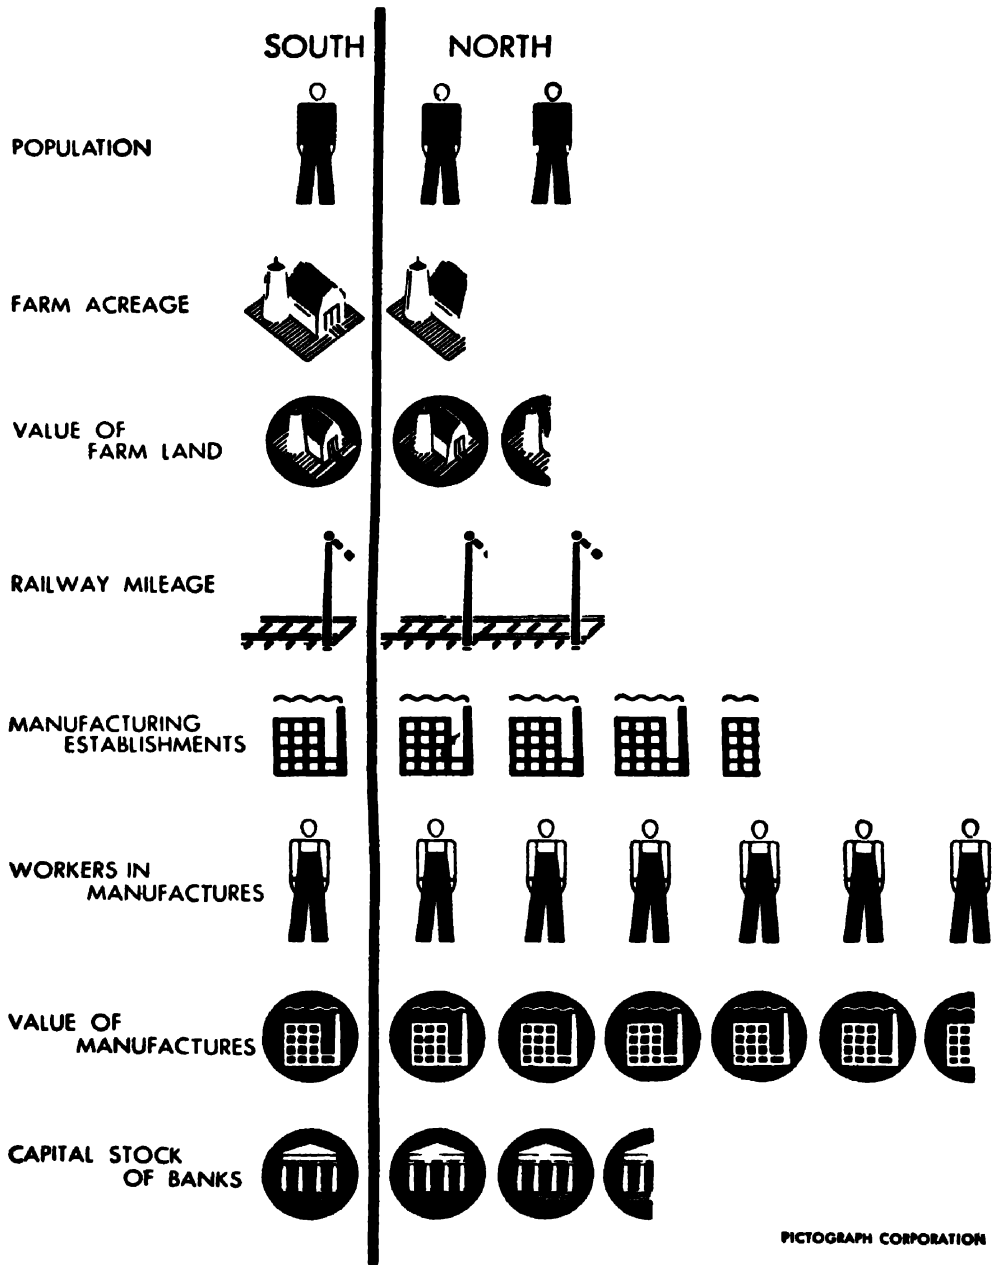 SOUTH NORTH
POPULATION
FARM ACREAGE
VALUE OF
FARM LAND
RAILWAY MILEAGE
MANUFACTURING
ESTABLISHMENTS
WORKERS IN
MANUFACTURES
VALUE OF
MANUFACTURES
CAPITAL STOCK
OF BANKS
PICTOGRAPH CORPORATION